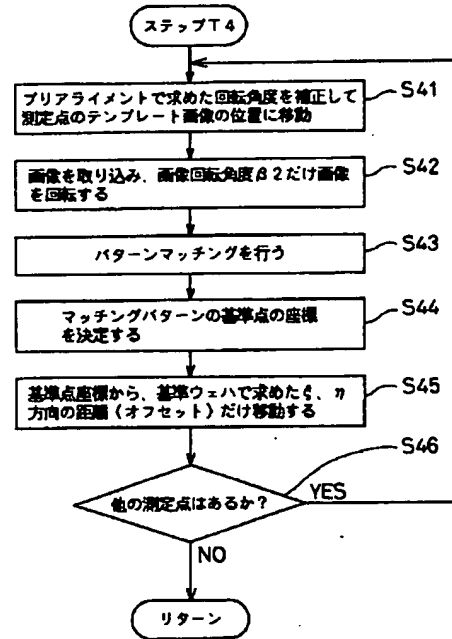 ステップT4
プリアライメントで求めた回転角度を補正して
測定点のテンプレート画像の位置に移動
S41
画像を取り込み、画像回転角度β2だけ画像
を回転する
S42
パターンマッチングを行う
S43
マッチングパターンの基準点の座標
を決定する
S44
基準点座標から、基準ウェハで求めたξ、η
方向の距離(オフセット)だけ移動する
S45
S46
他の測定点はあるか?
YES
NO
リターン